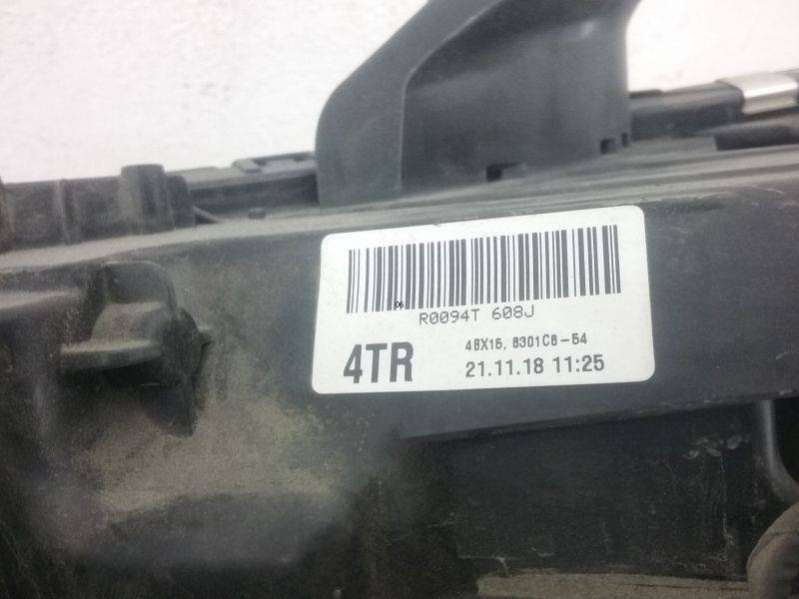 R0094T 608J
4TR
48X15, 8301C8-54
21.11.18 11:25